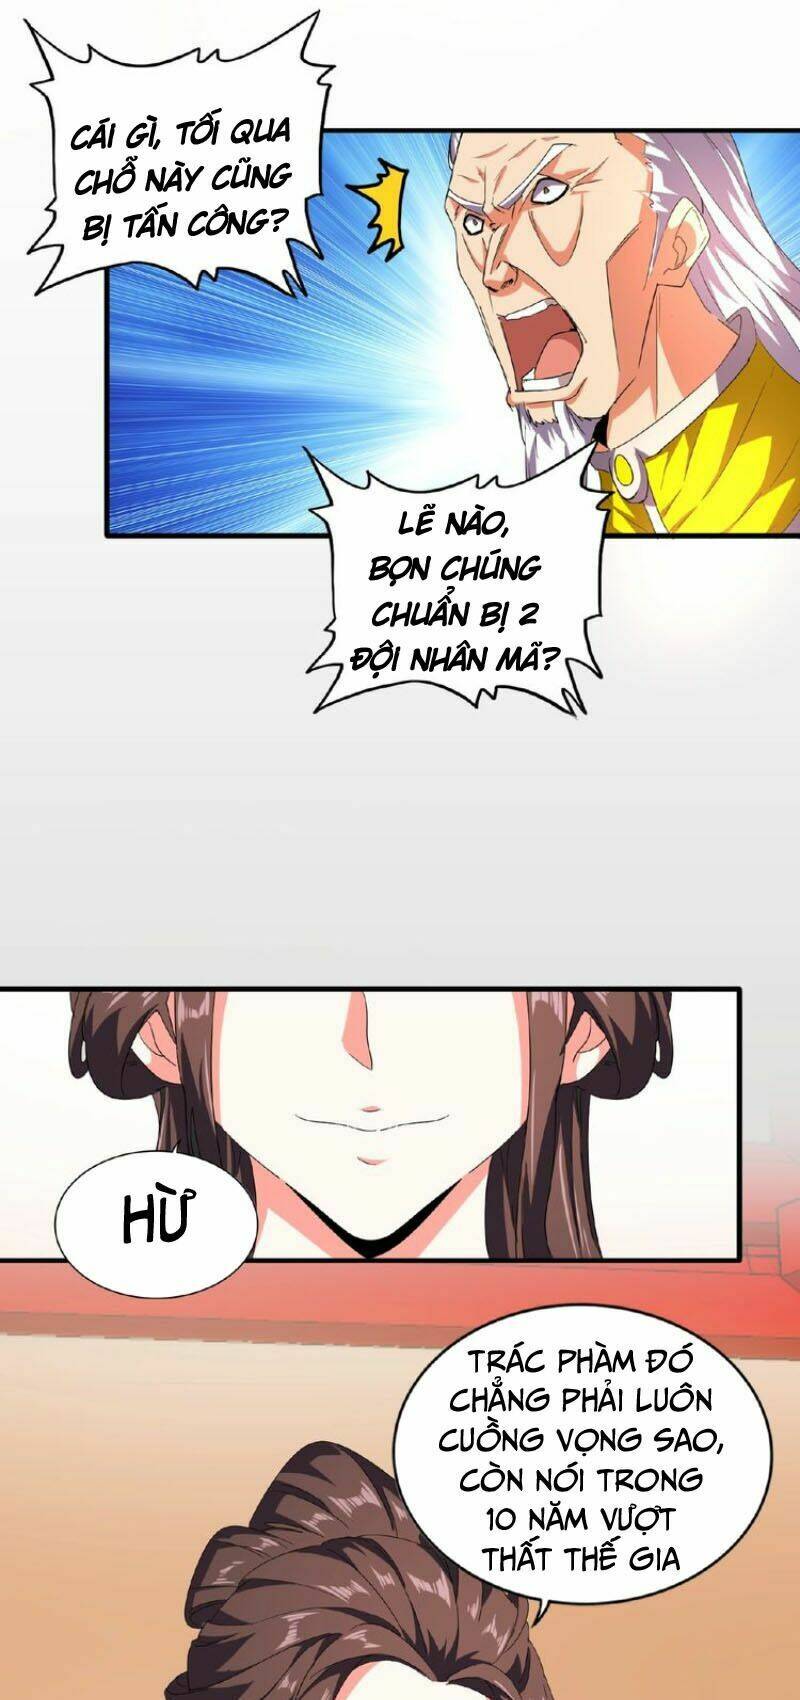 CÁI GÌ, TỐI QUA
CHỖ NÀY CŨNG
BỊ TẤN CÔNG?
LẼ NÀO,
BỌN CHÚNG
CHUẨN BỊ 2
ĐỘI NHÂN MÃ?
HỪ
TRÁC PHÀM ĐÓ
CHẲNG PHẢI LUÔN
CUỒNG VỌNG SAO,
CÒN NÓI TRONG
10 NĂM VƯỢT
THẤT THẾ GIA